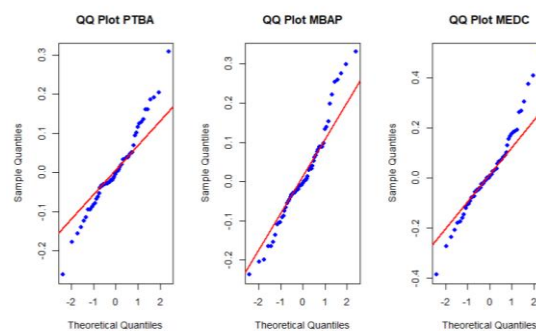 QQ Plot PTBA
Sample Quantiles
0.3
0.2
0.1
0.0
-0.1
-0.2
-2 -1 0 1 2
Theoretical Quantiles
QQ Plot MBAP
Sample Quantiles
0.3
0.2
0.1
0.0
-0.1
-0.2
-2 -1 0 1 2
Theoretical Quantiles
QQ Plot MEDC
Sample Quantiles
0.4
0.2
0.0
-0.2
-0.4
-2 -1 0 1 2
Theoretical Quantiles